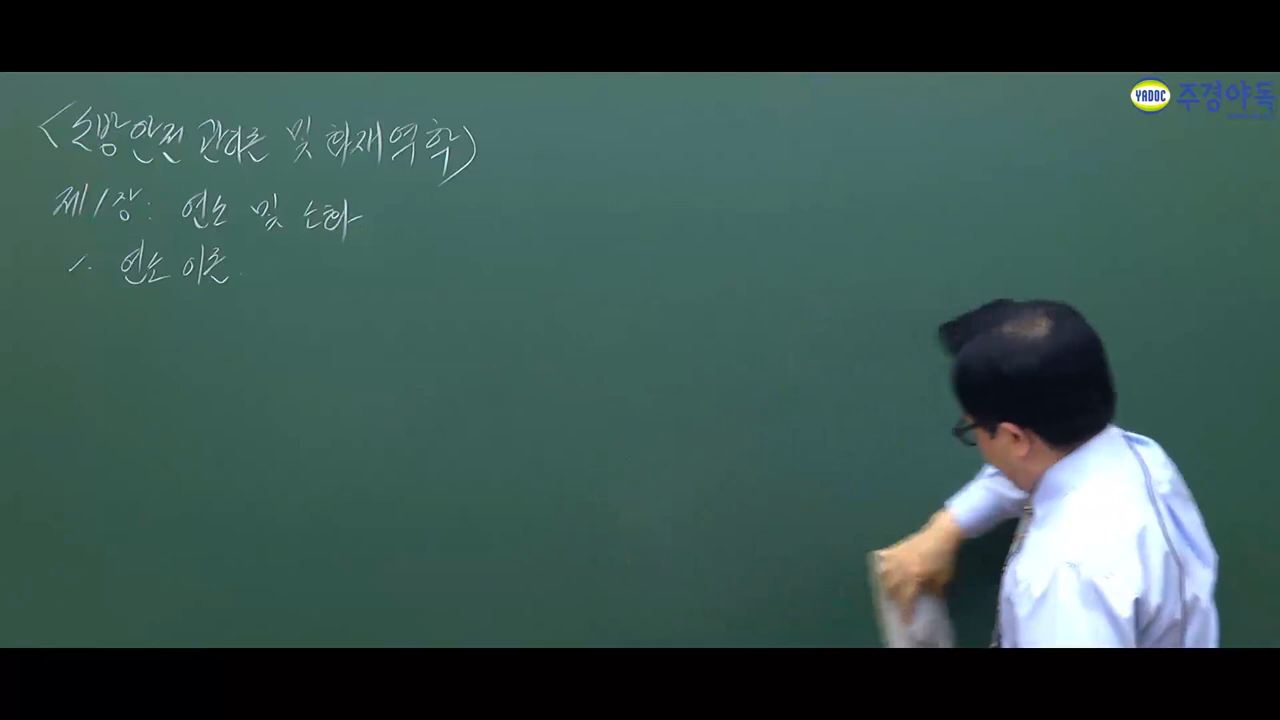 YADOC 주경야독
<소방안전관리론 및 화재역학>
제1장: 연소 및 소화
1. 연소 이론.